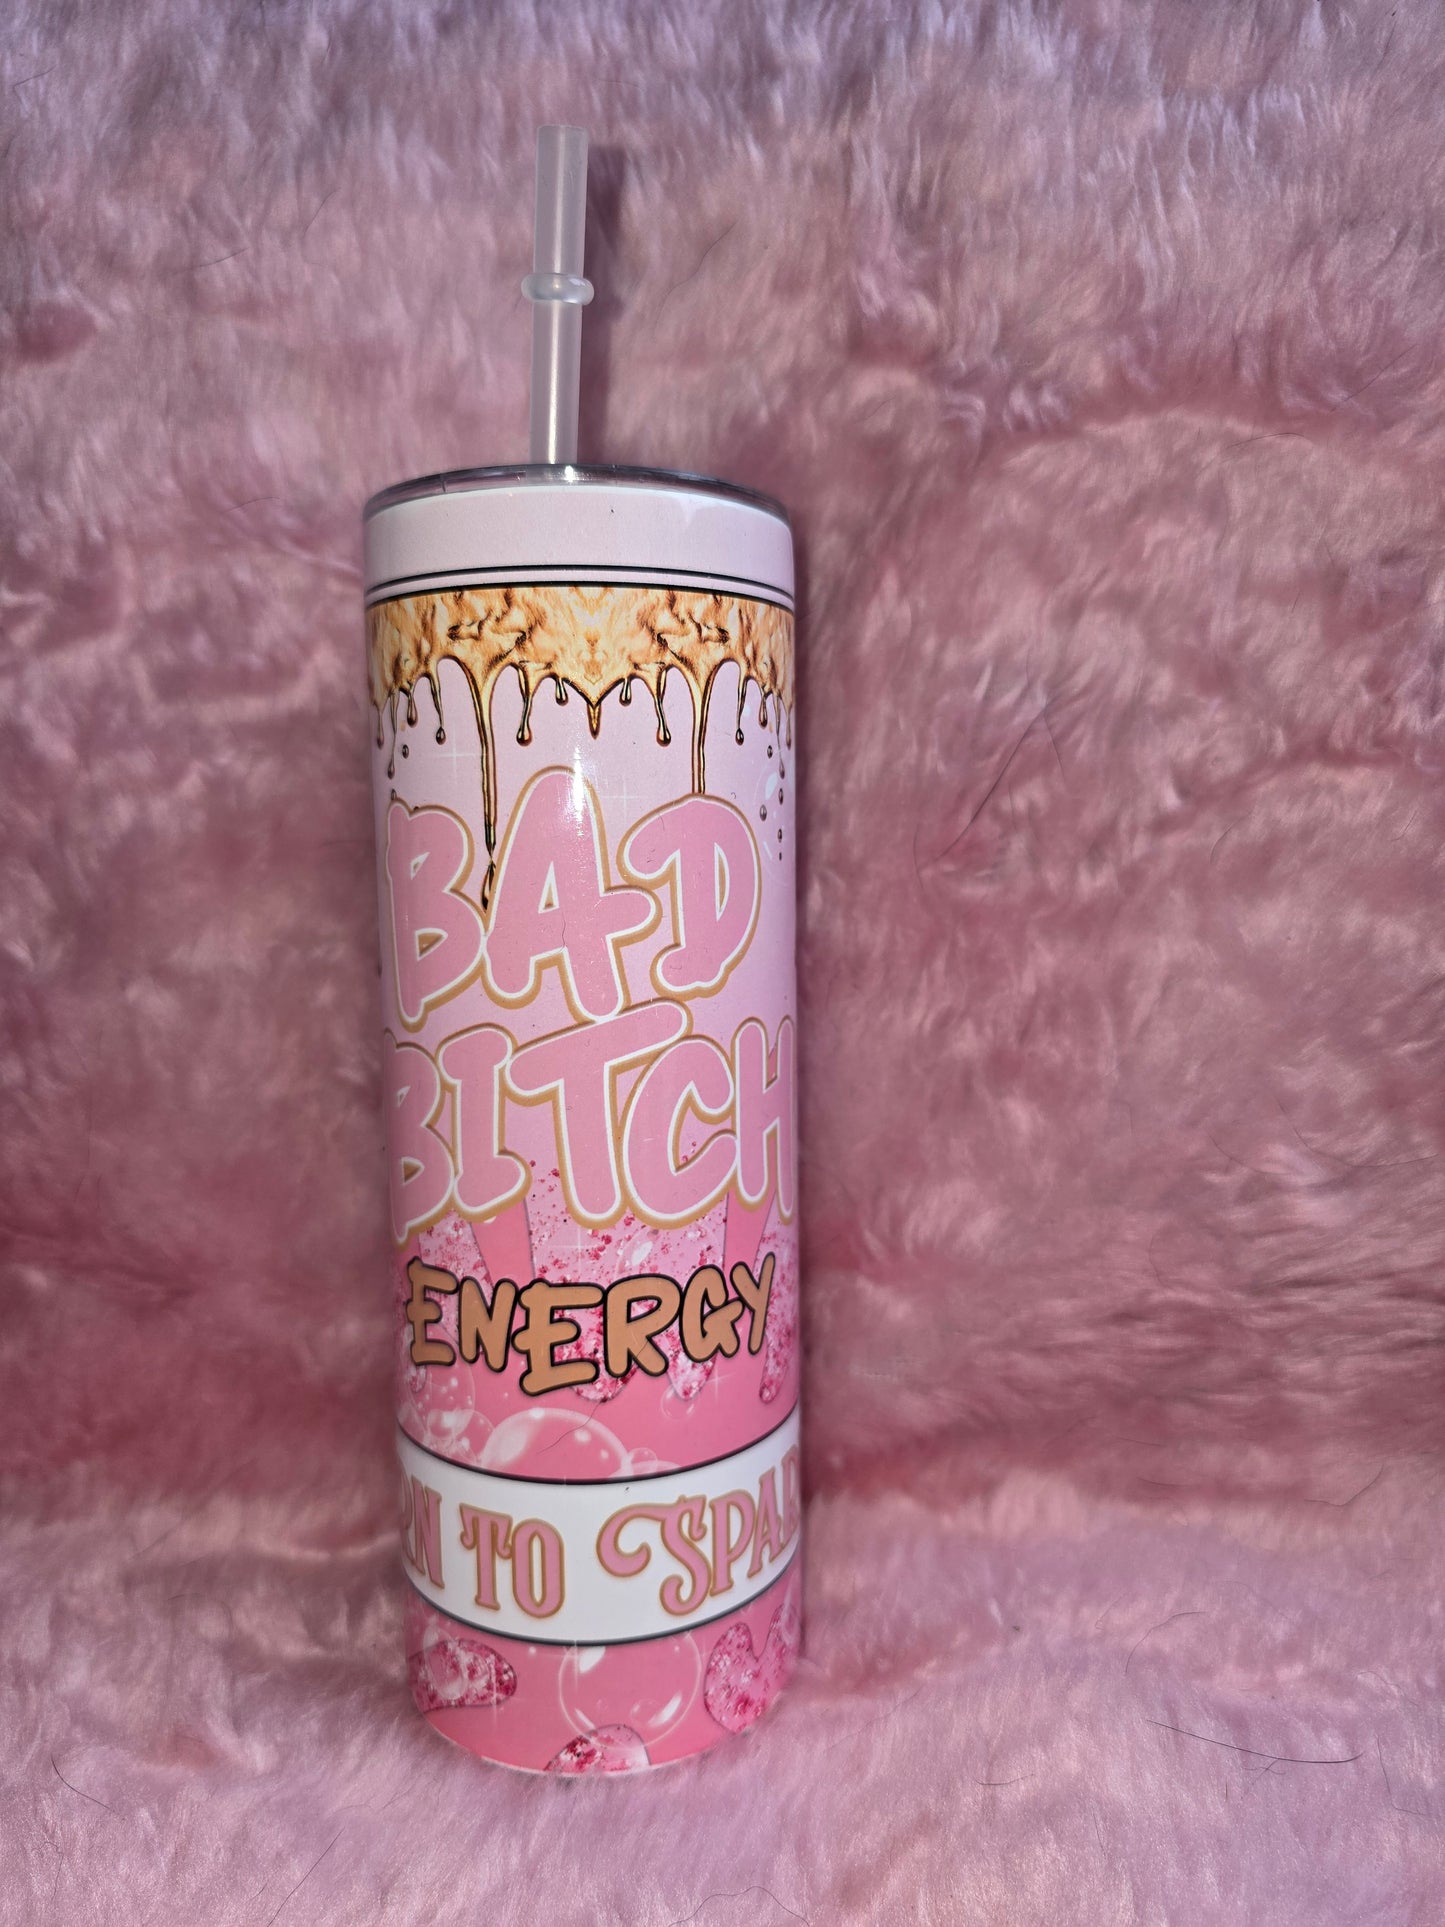 BAD
BITCH
ENERGY
RN TO SPAR